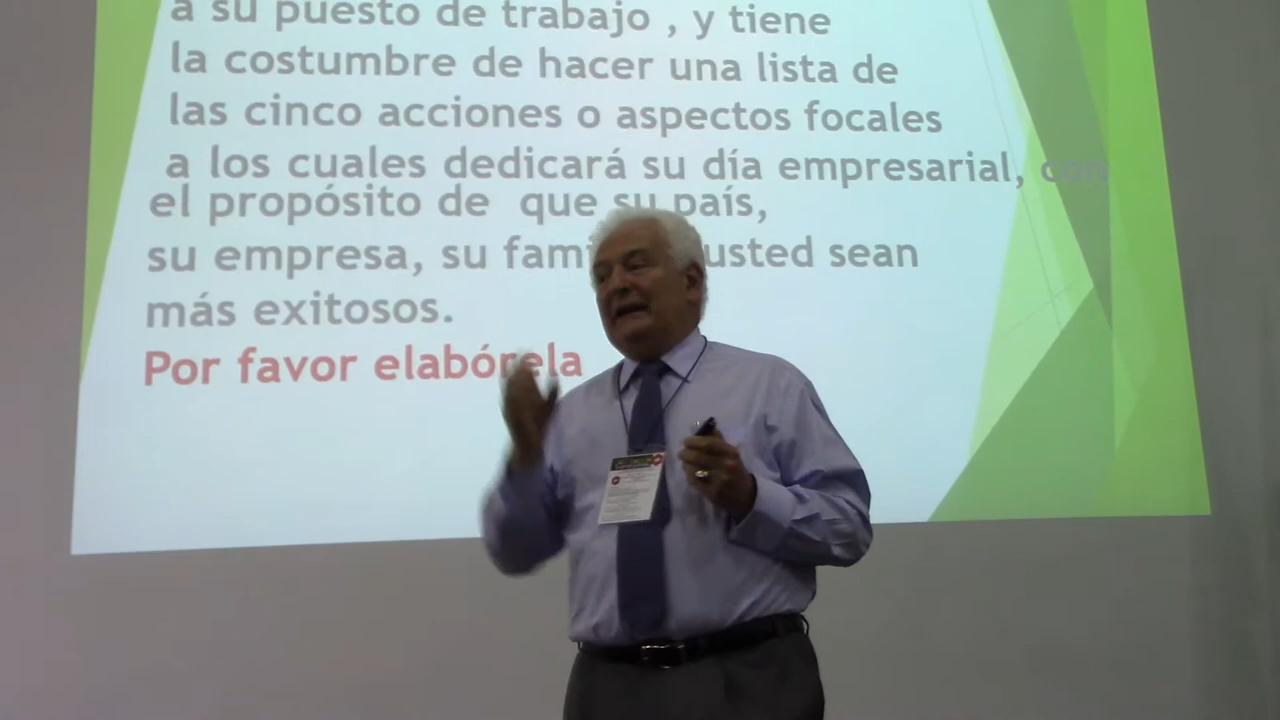 a su puesto de trabajo , y tiene
la costumbre de hacer una lista de
las cinco acciones o aspectos focales
a los cuales dedicará su día empresarial, con
el propósito de que su país,
su empresa, su fami usted sean
más exitosos.
Por favor elabórela